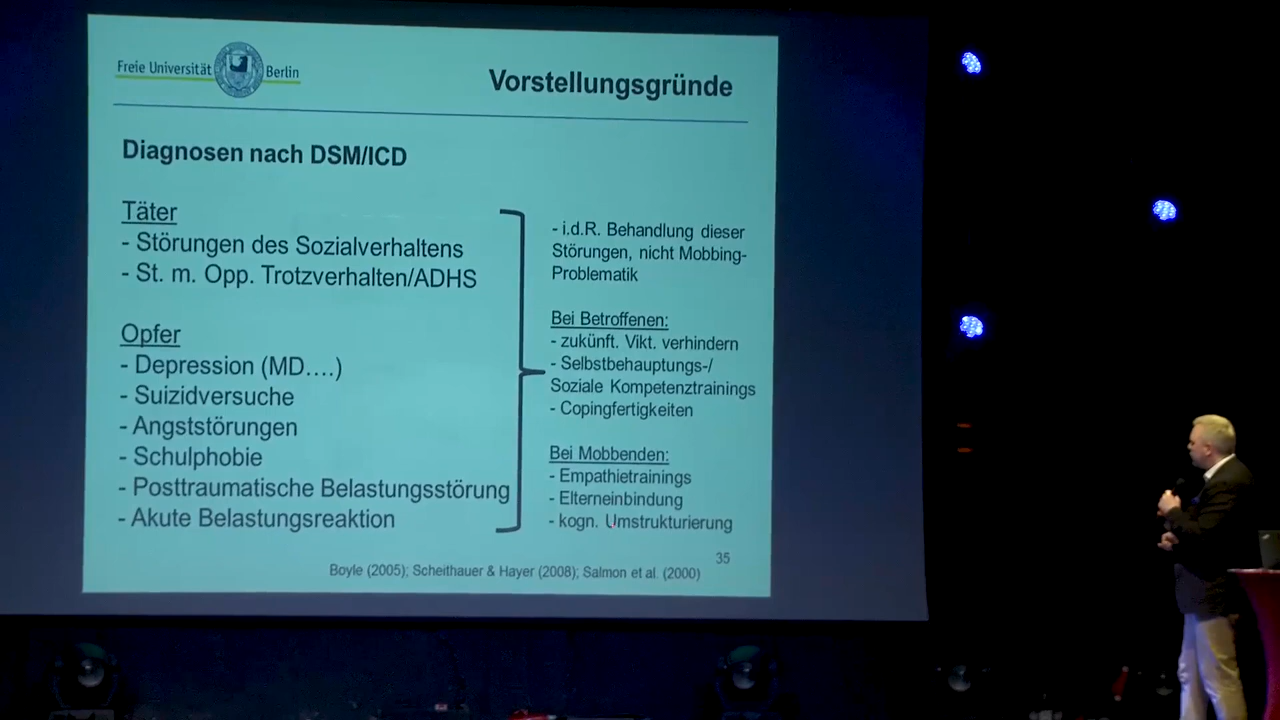 Freie Universität Berlin
Vorstellungsgründe
Diagnosen nach DSM/ICD
Täter
- Störungen des Sozialverhaltens
- St. m. Opp. Trotzverhalten/ADHS
Opfer
- Depression (MD....)
- Suizidversuche
- Angststörungen
- Schulphobie
- Posttraumatische Belastungsstörung
- Akute Belastungsreaktion
- i.d.R. Behandlung dieser
Störungen, nicht Mobbing-
Problematik
Bei Betroffenen:
- zukünft. Vikt. verhindern
- Selbstbehauptungs-/
Soziale Kompetenztrainings
- Copingfertigkeiten
Bei Mobbenden:
- Empathietrainings
- Elterneinbindung
- kogn. Umstrukturierung
35
Boyle (2005); Scheithauer & Hayer (2008); Salmon et al. (2000)